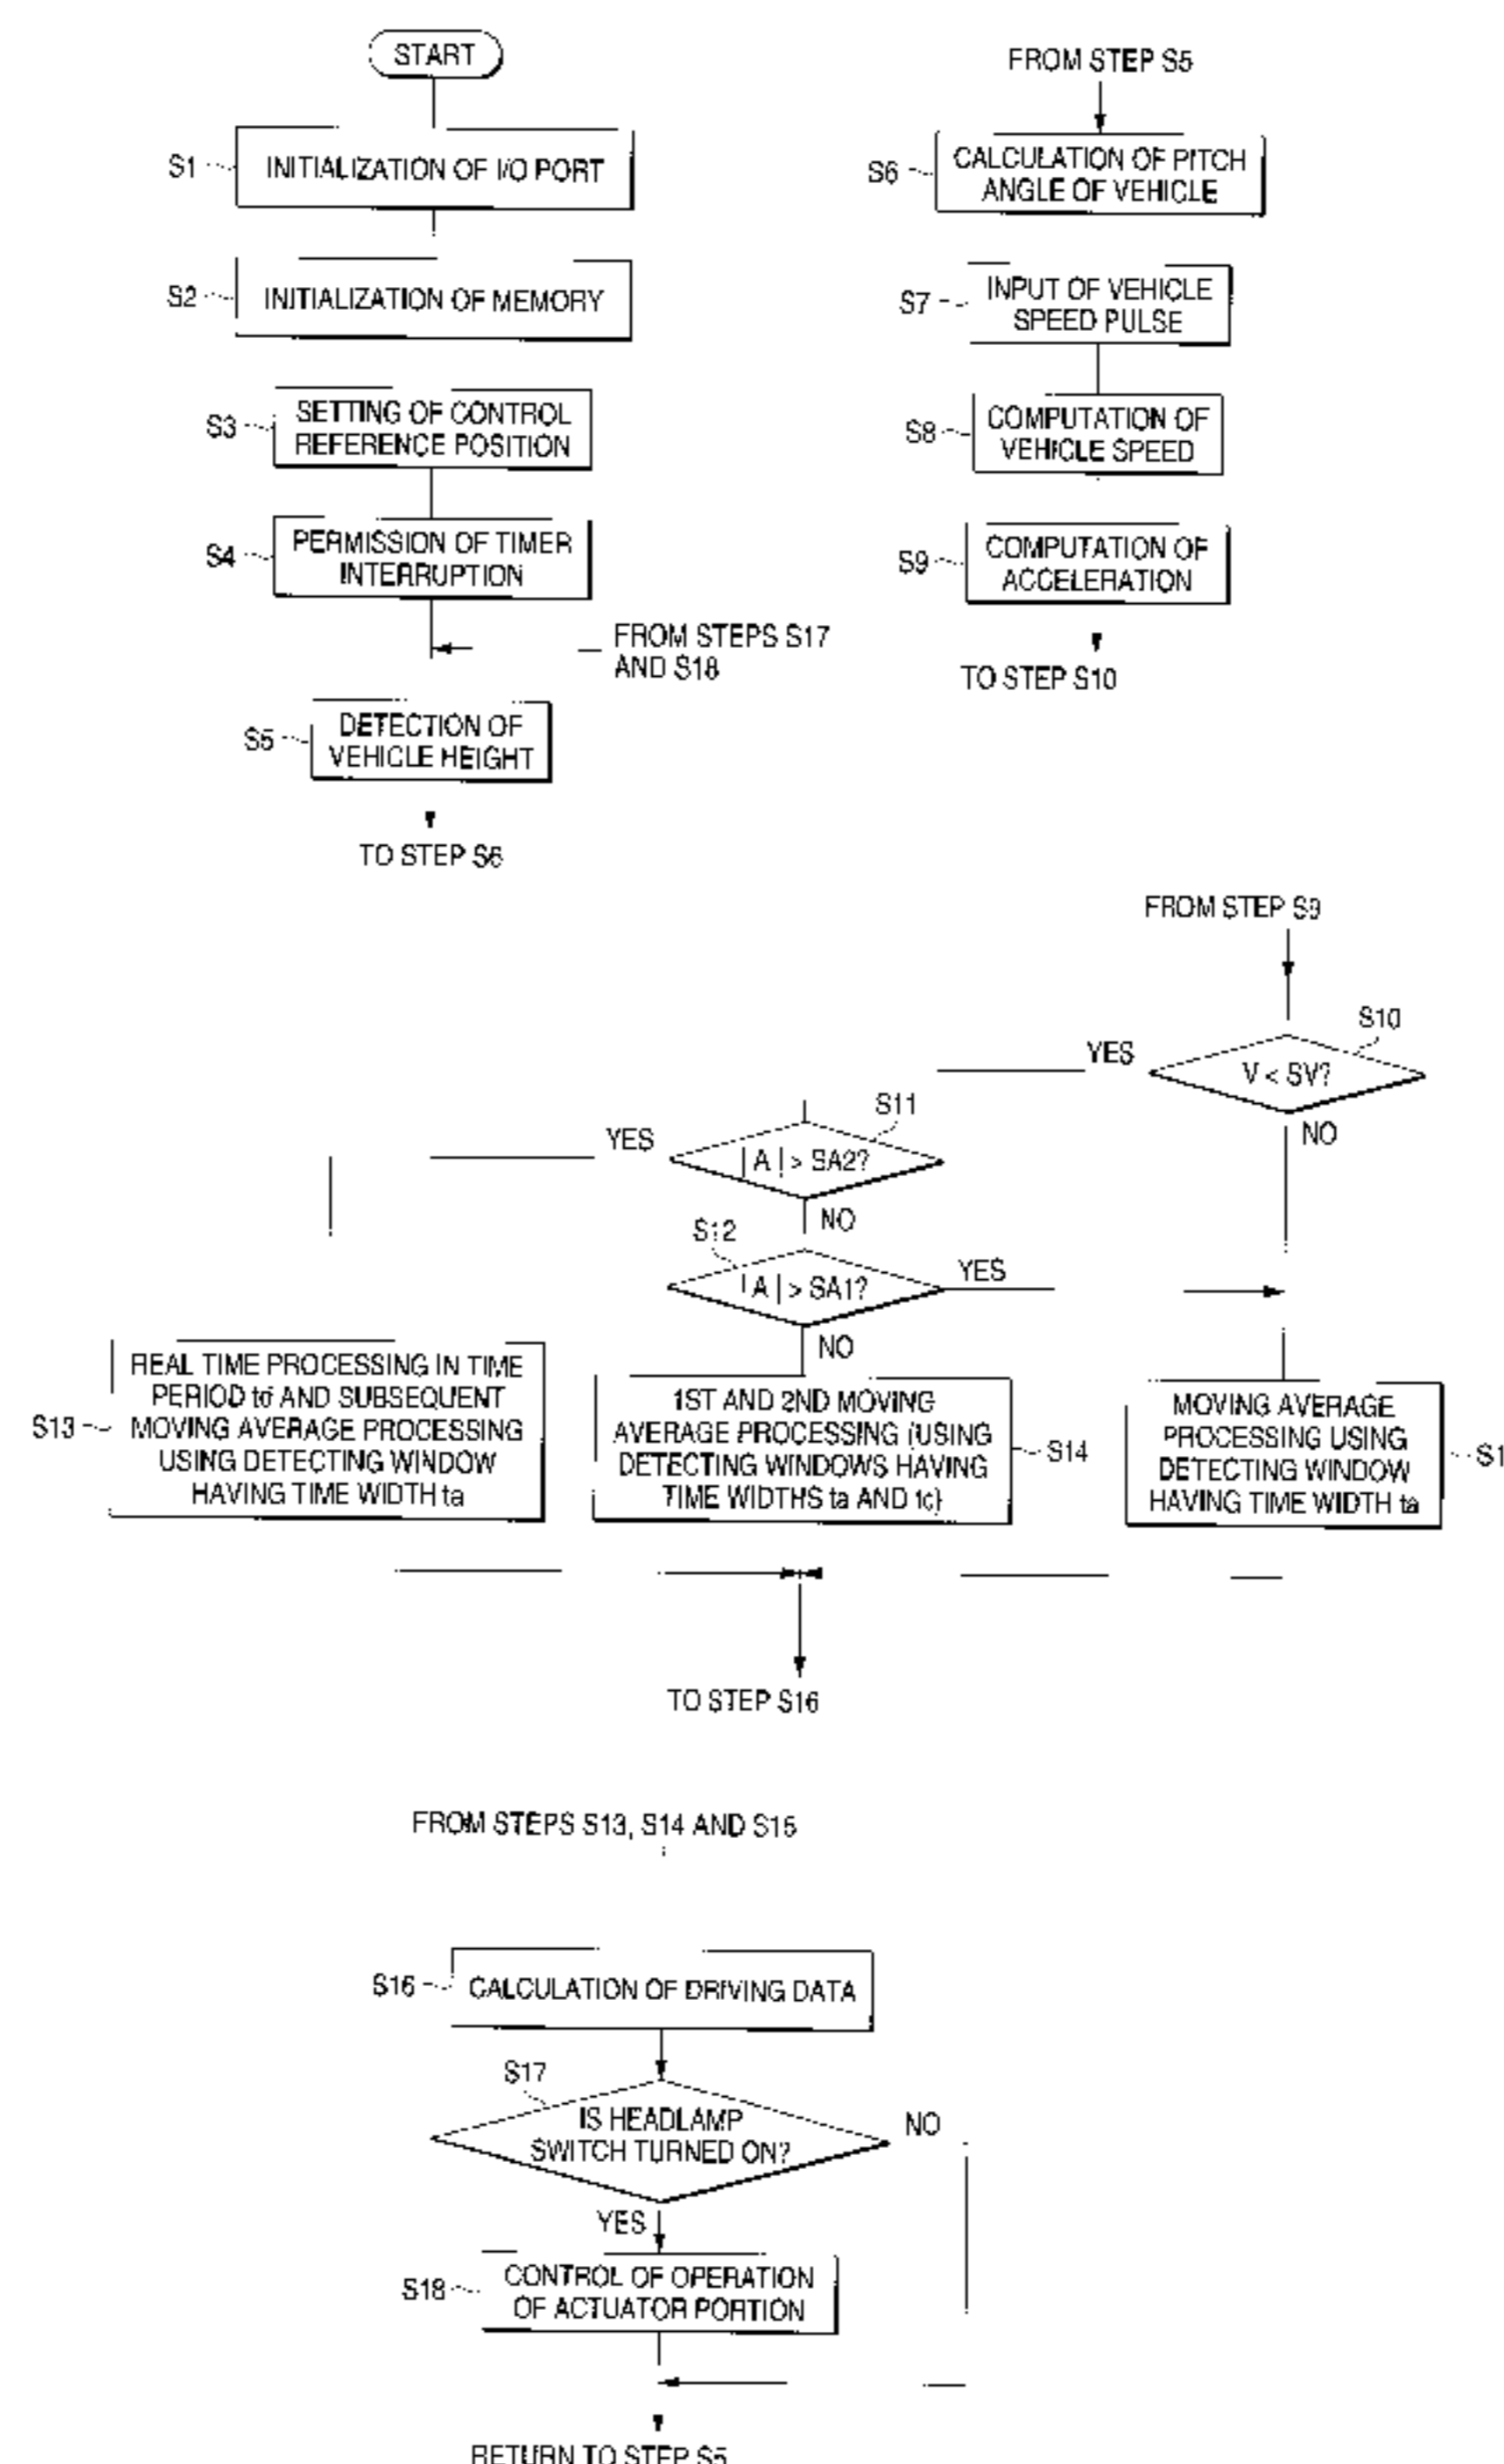 START
S1
INITIALIZATION OF I/O PORT
S2
INITIALIZATION OF MEMORY
S3
SETTING OF CONTROL
REFERENCE POSITION
S4
PERMISSION OF TIMER
INTERRUPTION
FROM STEPS S17
AND S18
S5
DETECTION OF
VEHICLE HEIGHT
TO STEP S6
FROM STEP S5
S6
CALCULATION OF PITCH
ANGLE OF VEHICLE
S7
INPUT OF VEHICLE
SPEED PULSE
S8
COMPUTATION OF
VEHICLE SPEED
S9
COMPUTATION OF
ACCELERATION
TO STEP S10
FROM STEP S9
S10
V < SV?
YES
NO
S11
| A | > SA2?
YES
NO
S12
| A | > SA1?
YES
NO
S13
REAL TIME PROCESSING IN TIME
PERIOD td AND SUBSEQUENT
MOVING AVERAGE PROCESSING
USING DETECTING WINDOW
HAVING TIME WIDTH ta
1ST AND 2ND MOVING
AVERAGE PROCESSING (USING
DETECTING WINDOWS HAVING
TIME WIDTHS ta AND tc)
S14
MOVING AVERAGE
PROCESSING USING
DETECTING WINDOW
HAVING TIME WIDTH ta
S1
TO STEP S16
FROM STEPS S13, S14 AND S15
S16
CALCULATION OF DRIVING DATA
S17
IS HEADLAMP
SWITCH TURNED ON?
NO
YES
S18
CONTROL OF OPERATION
OF ACTUATOR PORTION
RETURN TO STEP S5